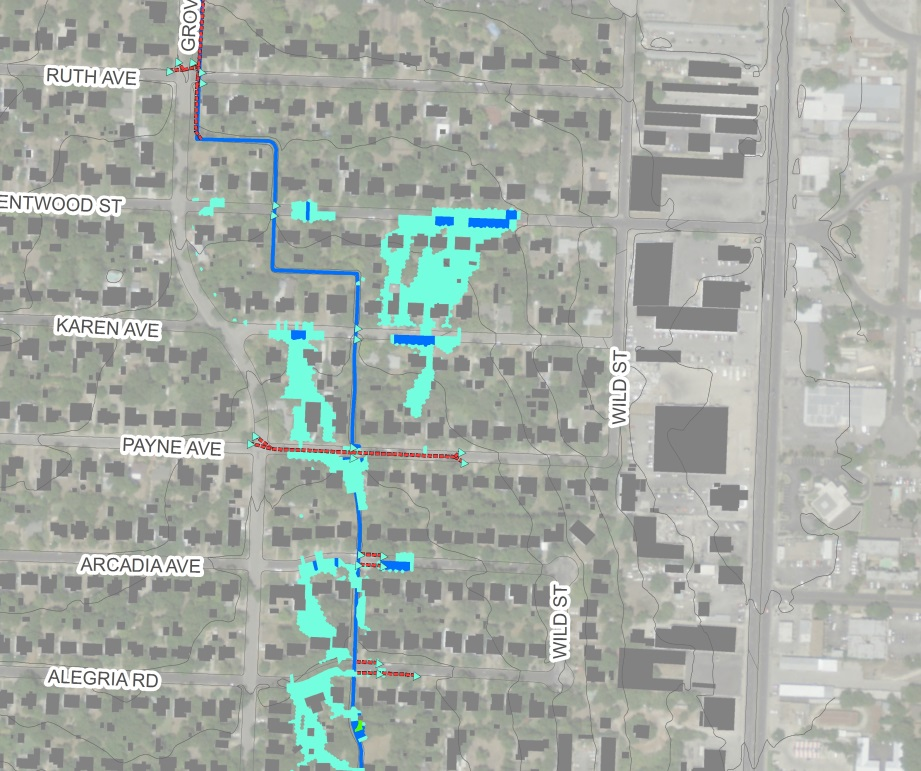 GROV
RUTH AVE
ENTWOOD ST
KAREN AVE
WILD ST
PAYNE AVE
ARCADIA AVE
WILD ST
ALEGRIA RD